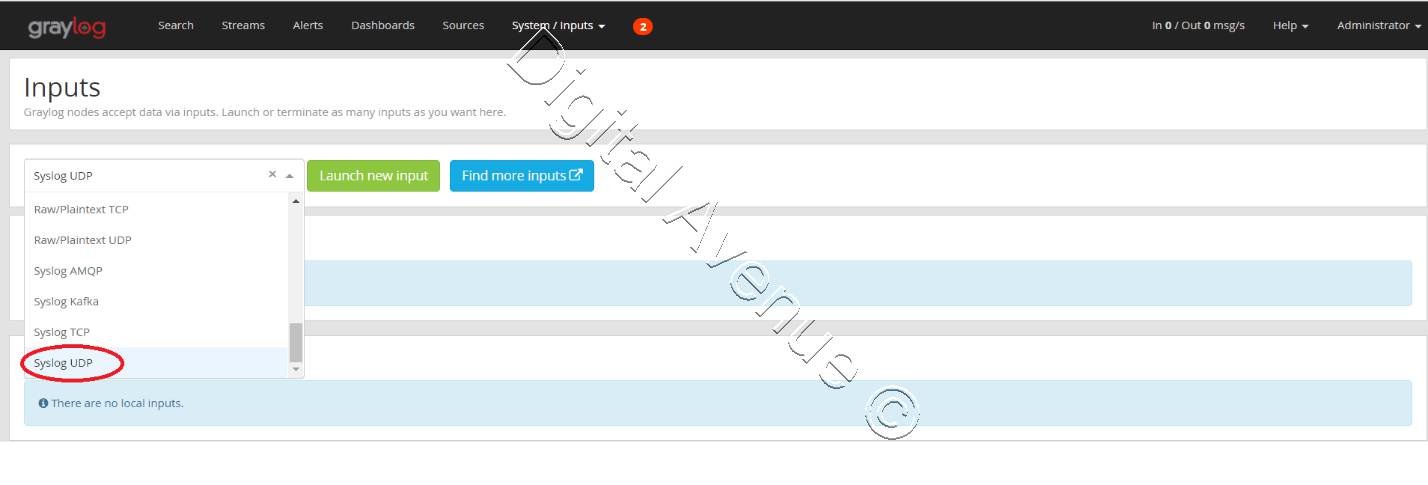 graylog Search Streams Alerts Dashboards Sources System / Inputs 2 In 0 / Out 0 msg/s Help Administrator
Inputs
Graylog nodes accept data via inputs. Launch or terminate as many inputs as you want here.
Syslog UDP × Launch new input Find more inputs
Raw/Plaintext TCP
Raw/Plaintext UDP
Syslog AMQP
Syslog Kafka
Syslog TCP
Syslog UDP
There are no local inputs.
Digital Avenue ©